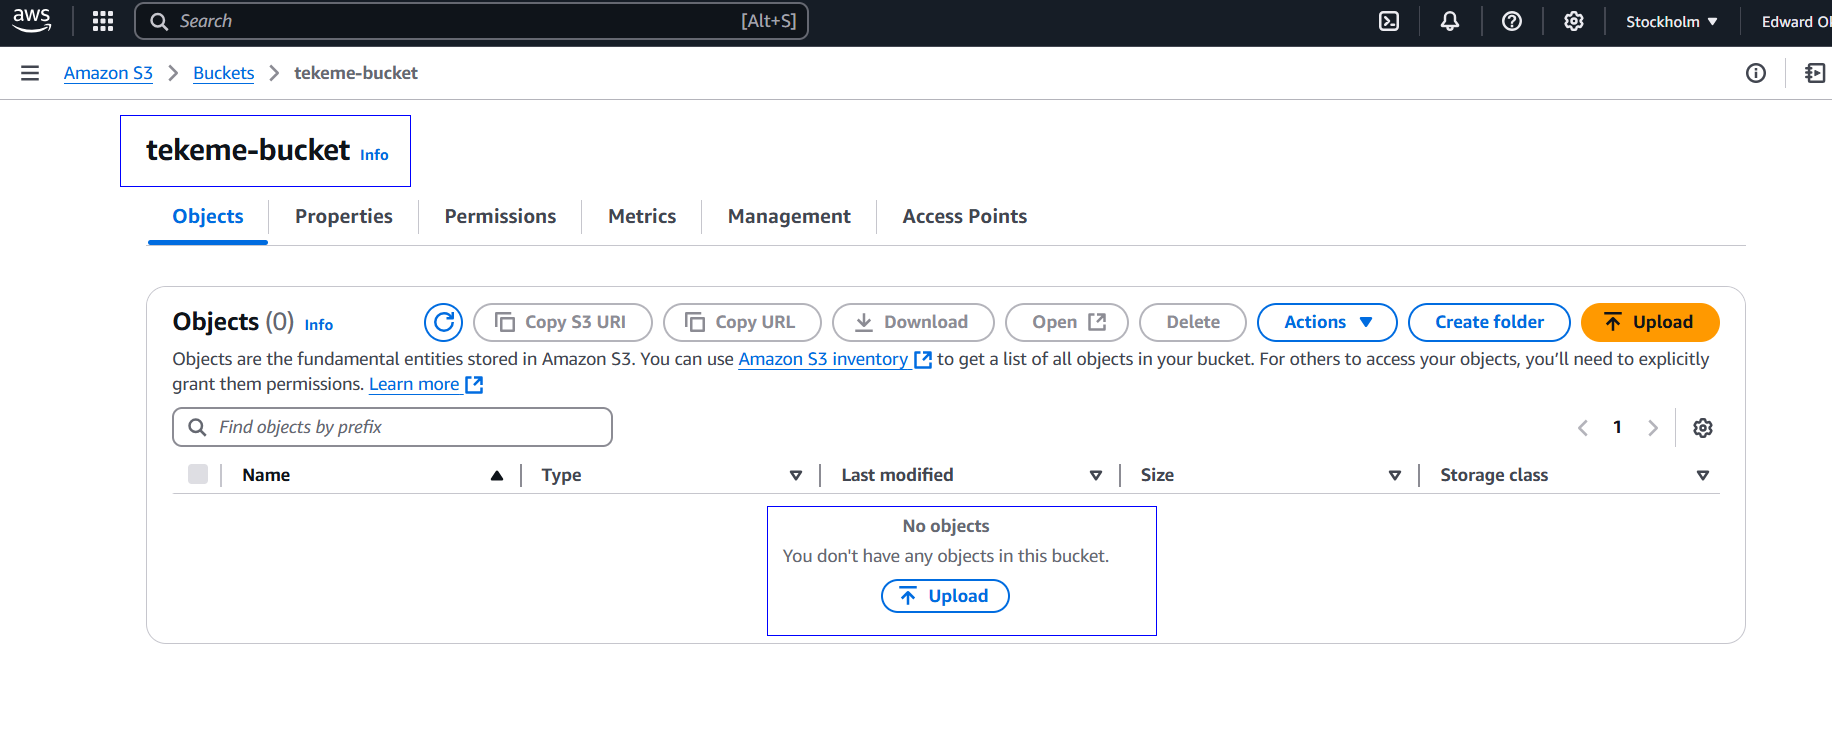 aws
Search [Alt+S]
Stockholm
Edward
Amazon S3 > Buckets > tekeme-bucket
tekeme-bucket Info
Objects Properties Permissions Metrics Management Access Points
Objects (0) Info
Copy S3 URI Copy URL Download Open Delete Actions Create folder Upload
Objects are the fundamental entities stored in Amazon S3. You can use Amazon S3 inventory to get a list of all objects in your bucket. For others to access your objects, you’ll need to explicitly
grant them permissions. Learn more
Find objects by prefix
1
Name Type Last modified Size Storage class
No objects
You don't have any objects in this bucket.
Upload